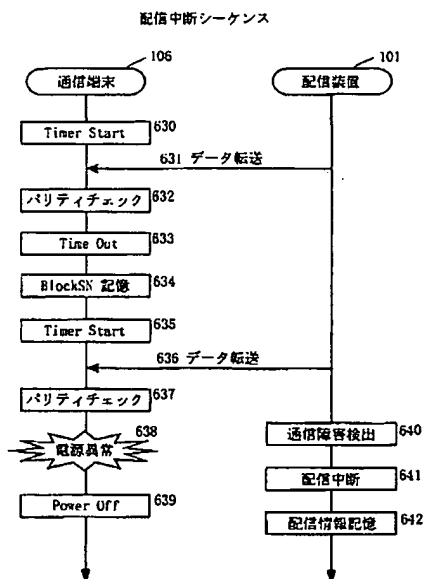 配信中断シーケンス
106
101
通信端末
配信装置
Timer Start 630
631 データ転送
パリティチェック 632
Time Out 633
BlockSN 記憶 634
Timer Start 635
636 データ転送
パリティチェック 637
638
電源異常
通信障害検出 640
配信中断 641
Power Off 639
配信情報記憶 642